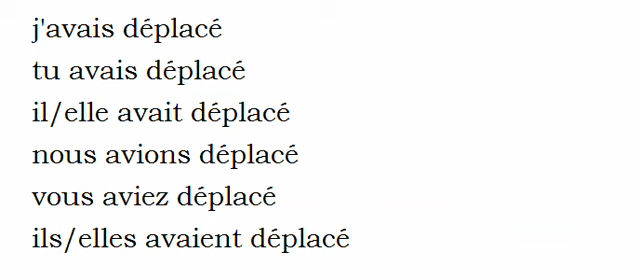 j'avais déplacé
tu avais déplacé
il/elle avait déplacé
nous avions déplacé
vous aviez déplacé
ils/elles avaient déplacé